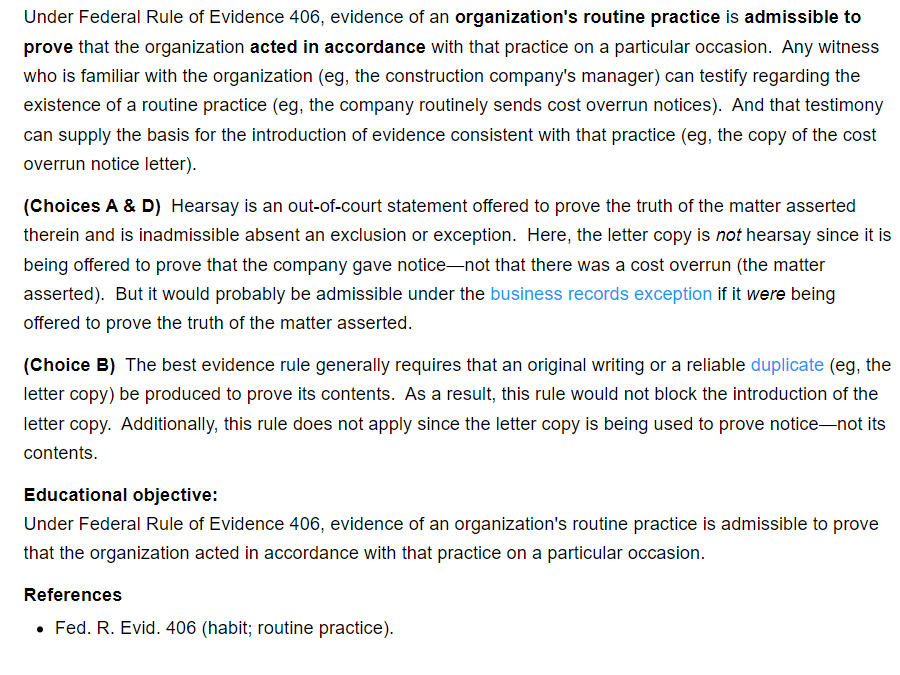 Under Federal Rule of Evidence 406, evidence of an organization's routine practice is admissible to
prove that the organization acted in accordance with that practice on a particular occasion.  Any witness
who is familiar with the organization (eg, the construction company's manager) can testify regarding the
existence of a routine practice (eg, the company routinely sends cost overrun notices).  And that testimony
can supply the basis for the introduction of evidence consistent with that practice (eg, the copy of the cost
overrun notice letter).
(Choices A & D)  Hearsay is an out-of-court statement offered to prove the truth of the matter asserted
therein and is inadmissible absent an exclusion or exception.  Here, the letter copy is not hearsay since it is
being offered to prove that the company gave notice—not that there was a cost overrun (the matter
asserted).  But it would probably be admissible under the business records exception if it were being
offered to prove the truth of the matter asserted.
(Choice B)  The best evidence rule generally requires that an original writing or a reliable duplicate (eg, the
letter copy) be produced to prove its contents.  As a result, this rule would not block the introduction of the
letter copy.  Additionally, this rule does not apply since the letter copy is being used to prove notice—not its
contents.
Educational objective:
Under Federal Rule of Evidence 406, evidence of an organization's routine practice is admissible to prove
that the organization acted in accordance with that practice on a particular occasion.
References
• Fed. R. Evid. 406 (habit; routine practice).